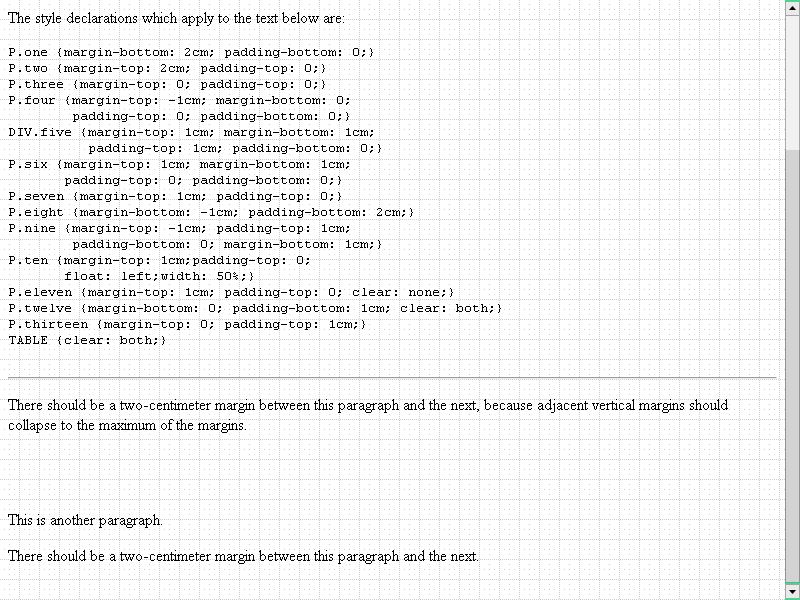 The style declarations which apply to the text below are:
P.one {margin-bottom: 2cm; padding-bottom: 0;}
P.two {margin-top: 2cm; padding-top: 0;}
P.three {margin-top: 0; padding-top: 0;}
P.four {margin-top: -1cm; margin-bottom: 0;
padding-top: 0; padding-bottom: 0;}
DIV.five {margin-top: 1cm; margin-bottom: 1cm;
padding-top: 1cm; padding-bottom: 0;}
P.six {margin-top: 1cm; margin-bottom: 1cm;
padding-top: 0; padding-bottom: 0;}
P.seven {margin-top: 1cm; padding-top: 0;}
P.eight {margin-bottom: -1cm; padding-bottom: 2cm;}
P.nine {margin-top: -1cm; padding-top: 1cm;
padding-bottom: 0; margin-bottom: 1cm;}
P.ten {margin-top: 1cm;padding-top: 0;
float: left;width: 50%;}
P.eleven {margin-top: 1cm; padding-top: 0; clear: none;}
P.twelve {margin-bottom: 0; padding-bottom: 1cm; clear: both;}
P.thirteen {margin-top: 0; padding-top: 1cm;}
TABLE {clear: both;}
There should be a two-centimeter margin between this paragraph and the next, because adjacent vertical margins should
collapse to the maximum of the margins.
This is another paragraph.
There should be a two-centimeter margin between this paragraph and the next.